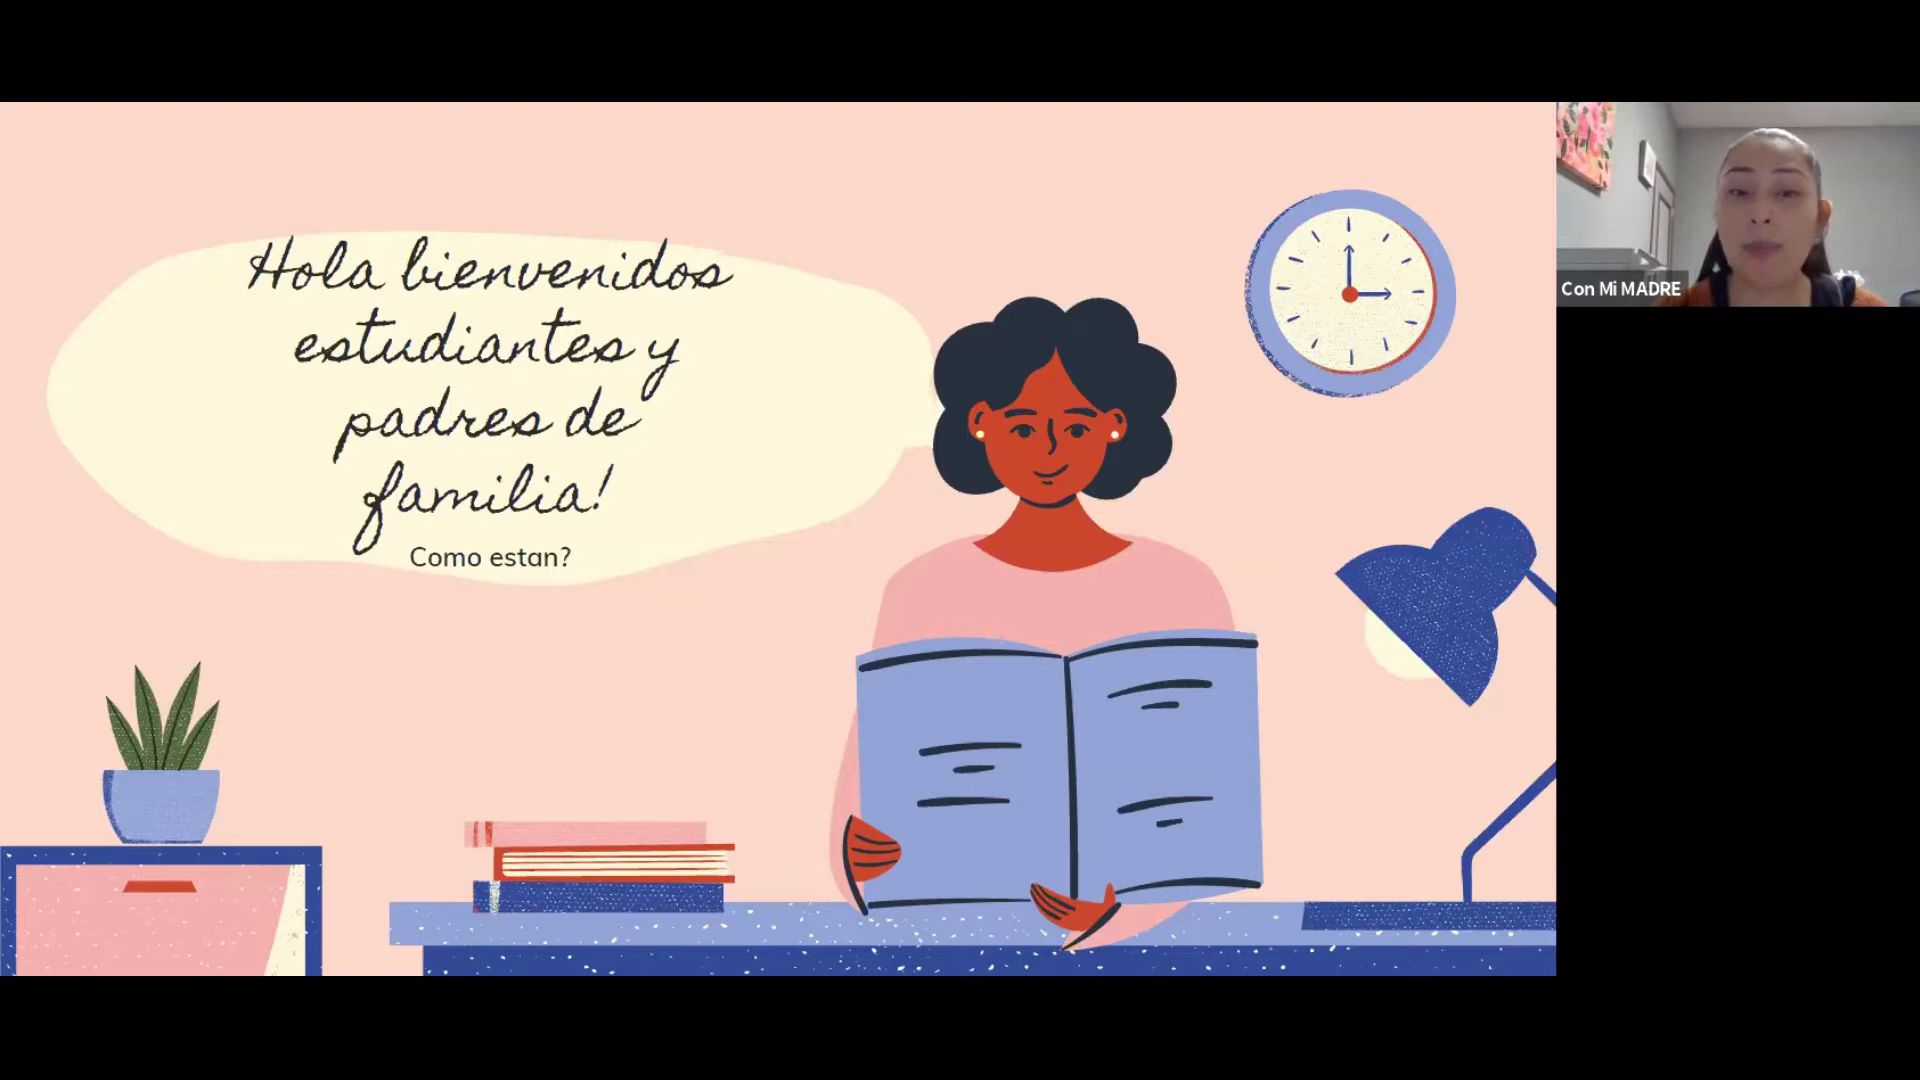 Hola bienvenidos
estudiantes y
padres de
familia!
Como estan?
Con Mi MADRE